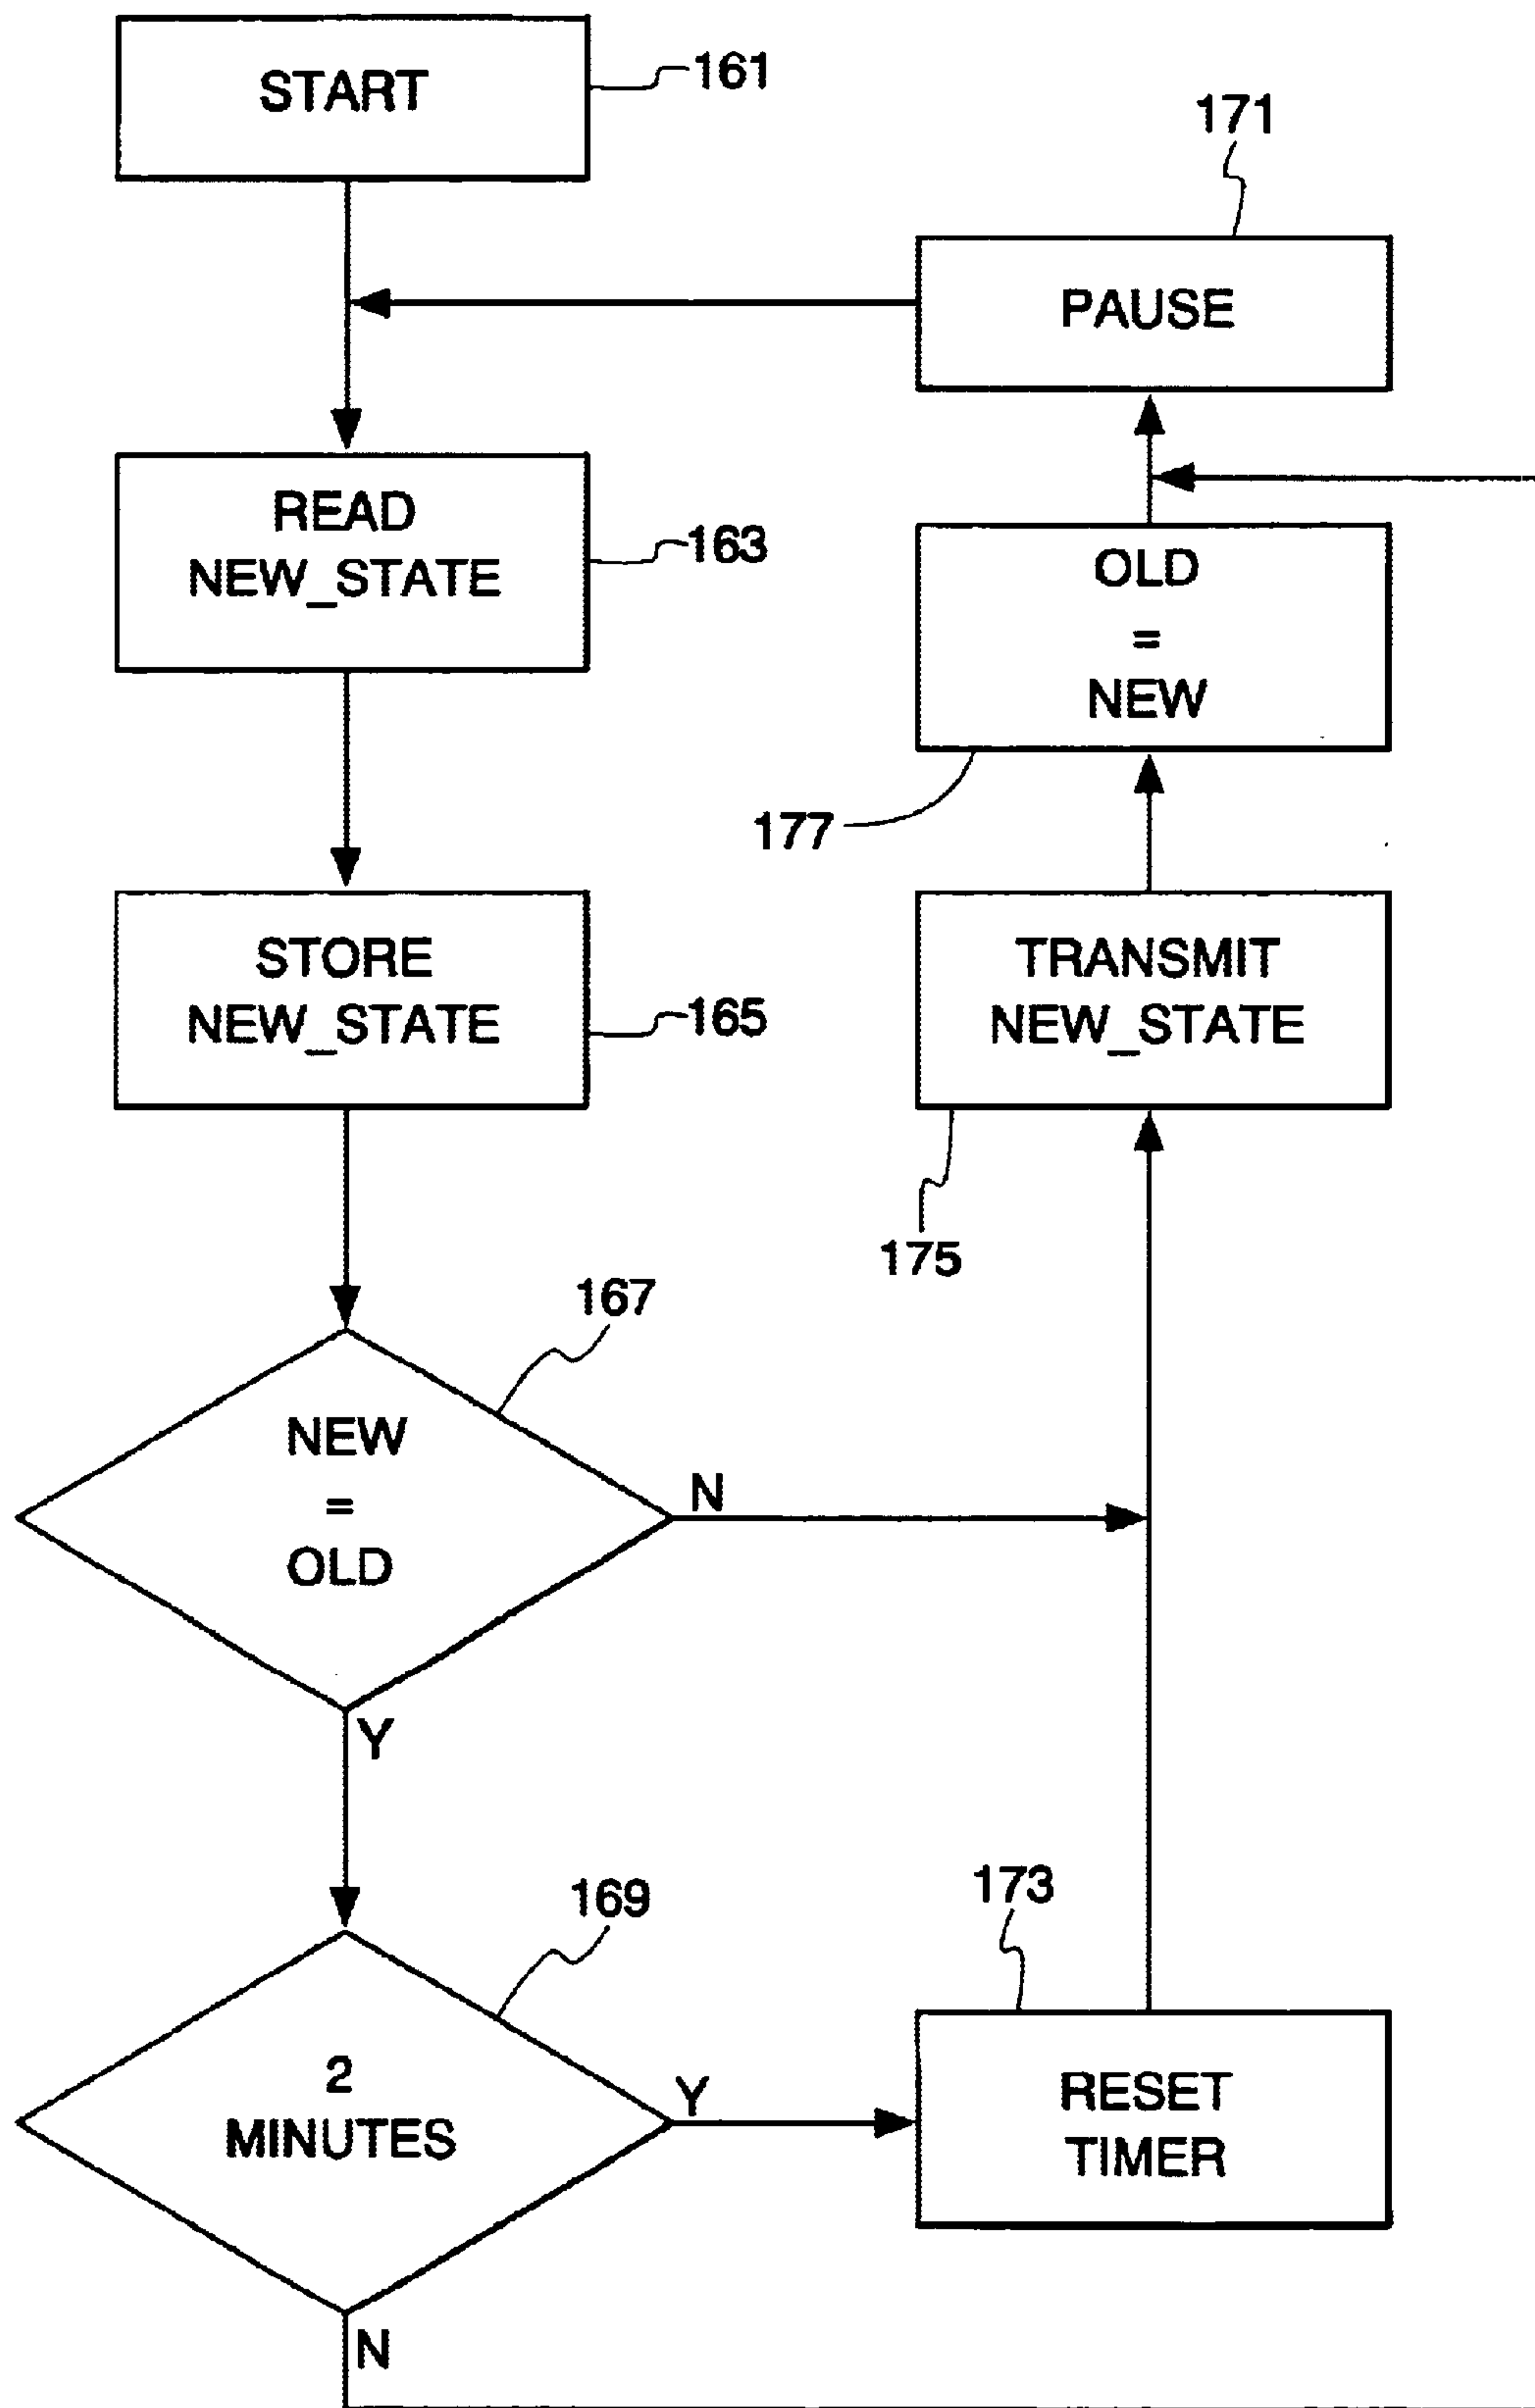 START
161
171
PAUSE
READ
NEW_STATE
163
OLD
=
NEW
177
STORE
NEW_STATE
165
TRANSMIT
NEW_STATE
175
167
NEW
=
OLD
N
Y
169
173
2
MINUTES
Y
RESET
TIMER
N